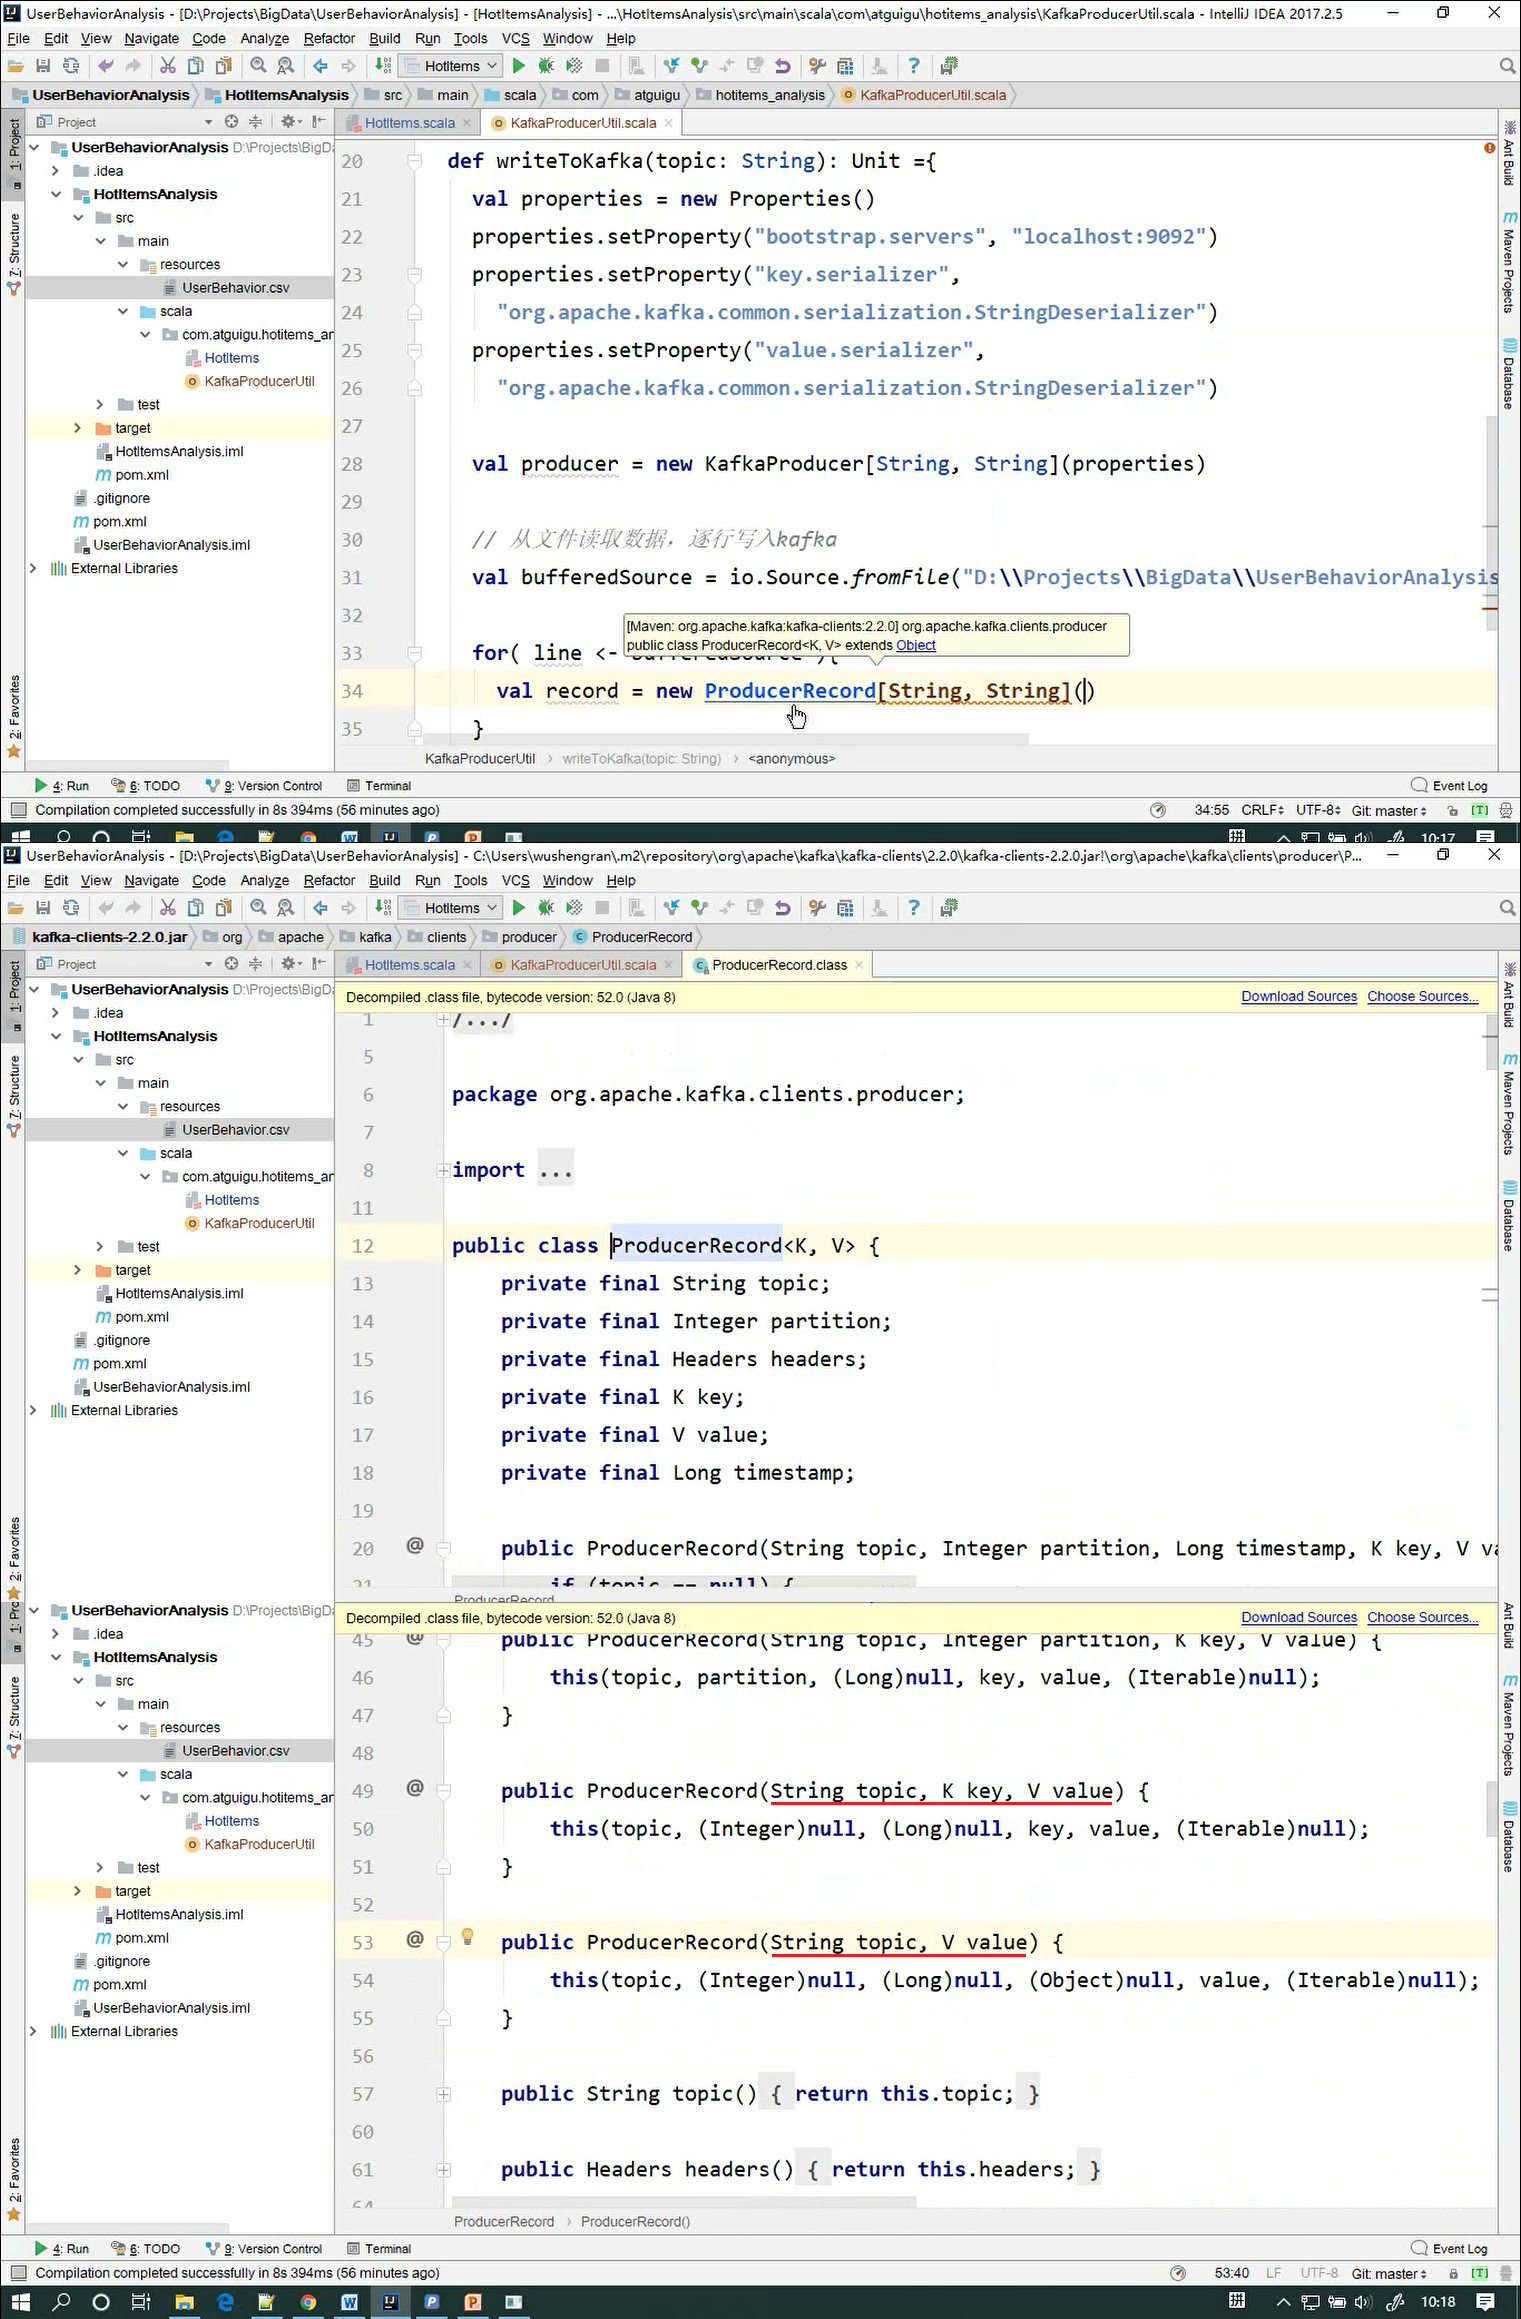 UserBehaviorAnalysis - [D:\Projects\BigData\UserBehaviorAnalysis] - [HotItemsAnalysis] - ...\HotItemsAnalysis\src\main\scala\com\atguigu\hotitems_analysis\KafkaProducerUtil.scala - IntelliJ IDEA 2017.2.5
File Edit View Navigate Code Analyze Refactor Build Run Tools VCS Window Help
HotItems
UserBehaviorAnalysis HotItemsAnalysis src main scala com atguigu hotitems_analysis KafkaProducerUtil.scala
Project HotItems.scala KafkaProducerUtil.scala
1: Project
7: Structure
2: Favorites
UserBehaviorAnalysis D:\Projects\BigDa
.idea
HotItemsAnalysis
src
main
resources
UserBehavior.csv
scala
com.atguigu.hotitems_ar
HotItems
KafkaProducerUtil
test
target
HotItemsAnalysis.iml
pom.xml
.gitignore
pom.xml
UserBehaviorAnalysis.iml
External Libraries
20 def writeToKafka(topic: String): Unit ={
21 val properties = new Properties()
22 properties.setProperty("bootstrap.servers", "localhost:9092")
23 properties.setProperty("key.serializer",
24 "org.apache.kafka.common.serialization.StringDeserializer")
25 properties.setProperty("value.serializer",
26 "org.apache.kafka.common.serialization.StringDeserializer")
27
28 val producer = new KafkaProducer[String, String](properties)
29
30 // 从文件读取数据，逐行写入kafka
31 val bufferedSource = io.Source.fromFile("D:\\Projects\\BigData\\UserBehaviorAnalysis
32
[Maven: org.apache.kafka:kafka-clients:2.2.0] org.apache.kafka.clients.producer
public class ProducerRecord<K, V> extends Object
33 for( line <- bufferedSource ){
34 val record = new ProducerRecord[String, String]()
35 }
KafkaProducerUtil writeToKafka(topic: String) <anonymous>
Ant Build
Maven Projects
Database
4: Run 6: TODO 9: Version Control Terminal Event Log
Compilation completed successfully in 8s 394ms (56 minutes ago) 34:55 CRLF UTF-8 Git: master [T]
10:17
UserBehaviorAnalysis - [D:\Projects\BigData\UserBehaviorAnalysis] - C:\Users\wushengran\.m2\repository\org\apache\kafka\kafka-clients\2.2.0\kafka-clients-2.2.0.jar!\org\apache\kafka\clients\producer\P...
File Edit View Navigate Code Analyze Refactor Build Run Tools VCS Window Help
HotItems
kafka-clients-2.2.0.jar org apache kafka clients producer ProducerRecord
Project HotItems.scala KafkaProducerUtil.scala ProducerRecord.class
1: Project
7: Structure
2: Favorites
UserBehaviorAnalysis D:\Projects\BigDa
.idea
HotItemsAnalysis
src
main
resources
UserBehavior.csv
scala
com.atguigu.hotitems_ar
HotItems
KafkaProducerUtil
test
target
HotItemsAnalysis.iml
pom.xml
.gitignore
pom.xml
UserBehaviorAnalysis.iml
External Libraries
Decompiled .class file, bytecode version: 52.0 (Java 8) Download Sources Choose Sources...
1 /.../
5
6 package org.apache.kafka.clients.producer;
7
8 import ...
11
12 public class ProducerRecord<K, V> {
13 private final String topic;
14 private final Integer partition;
15 private final Headers headers;
16 private final K key;
17 private final V value;
18 private final Long timestamp;
19
20 @ public ProducerRecord(String topic, Integer partition, Long timestamp, K key, V va
21 if (topic == null) {
ProducerRecord
Ant Build
Maven Projects
Database
UserBehaviorAnalysis D:\Projects\BigDa
.idea
HotItemsAnalysis
src
main
resources
UserBehavior.csv
scala
com.atguigu.hotitems_ar
HotItems
KafkaProducerUtil
test
target
HotItemsAnalysis.iml
pom.xml
.gitignore
pom.xml
UserBehaviorAnalysis.iml
External Libraries
7: Structure
2: Favorites
Decompiled .class file, bytecode version: 52.0 (Java 8) Download Sources Choose Sources...
45 @ public ProducerRecord(String topic, Integer partition, K key, V value) {
46 this(topic, partition, (Long)null, key, value, (Iterable)null);
47 }
48
49 @ public ProducerRecord(String topic, K key, V value) {
50 this(topic, (Integer)null, (Long)null, key, value, (Iterable)null);
51 }
52
53 @ public ProducerRecord(String topic, V value) {
54 this(topic, (Integer)null, (Long)null, (Object)null, value, (Iterable)null);
55 }
56
57 public String topic() { return this.topic; }
60
61 public Headers headers() { return this.headers; }
64
ProducerRecord ProducerRecord()
Ant Build
Maven Projects
Database
4: Run 6: TODO 9: Version Control Terminal Event Log
Compilation completed successfully in 8s 394ms (56 minutes ago) 53:40 LF UTF-8 Git: master [T]
拼 10:18